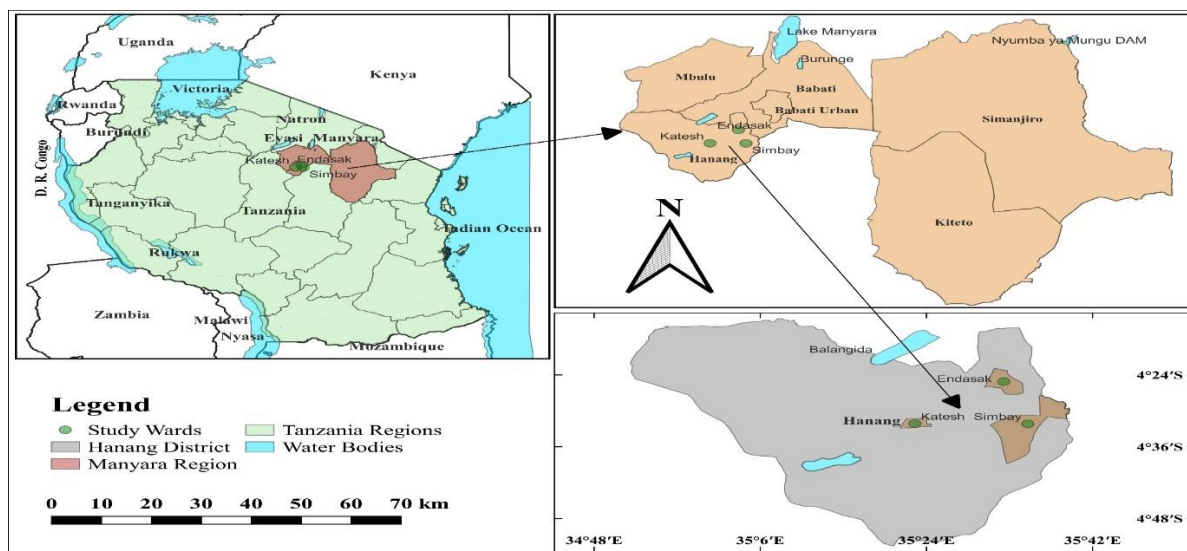 Uganda
Kenya
Victoria
Rwanda
Burundi
Natron
Eyasi Manyara
Katesh Endasak
Simbay
D. R. Congo
Tanganyika
Tanzania
Indian Ocean
Rukwa
Zambia
Malawi
Nyasa
Mozambique
Lake Manyara
Nyumba ya Mungu DAM
Burunge
Mbulu
Babati
Babati Urban
Endasak
Katesh
Simbay
Hanang
Simanjiro
Kiteto
N
Balangida
Endasak
Hanang
Katesh Simbay
4°24'S
4°36'S
4°48'S
34°48'E 35°6'E 35°24'E 35°42'E
Legend
Study Wards
Hanang District
Manyara Region
Tanzania Regions
Water Bodies
0 10 20 30 40 50 60 70 km